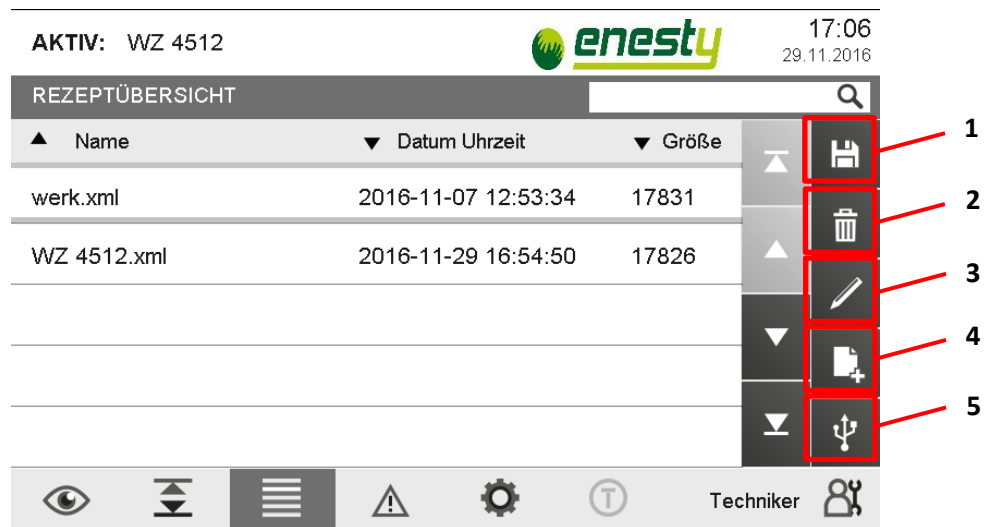 AKTIV: WZ 4512
enesty
17:06
29.11.2016
REZEPTÜBERSICHT
▲ Name ▼ Datum Uhrzeit ▼ Größe
werk.xml 2016-11-07 12:53:34 17831
WZ 4512.xml 2016-11-29 16:54:50 17826
1
2
3
4
5
T
Techniker